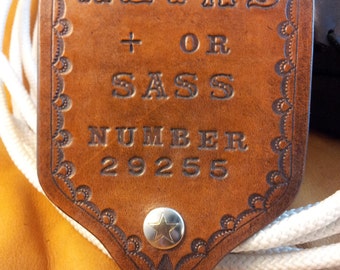 + OR
SASS
NUMBER
29255